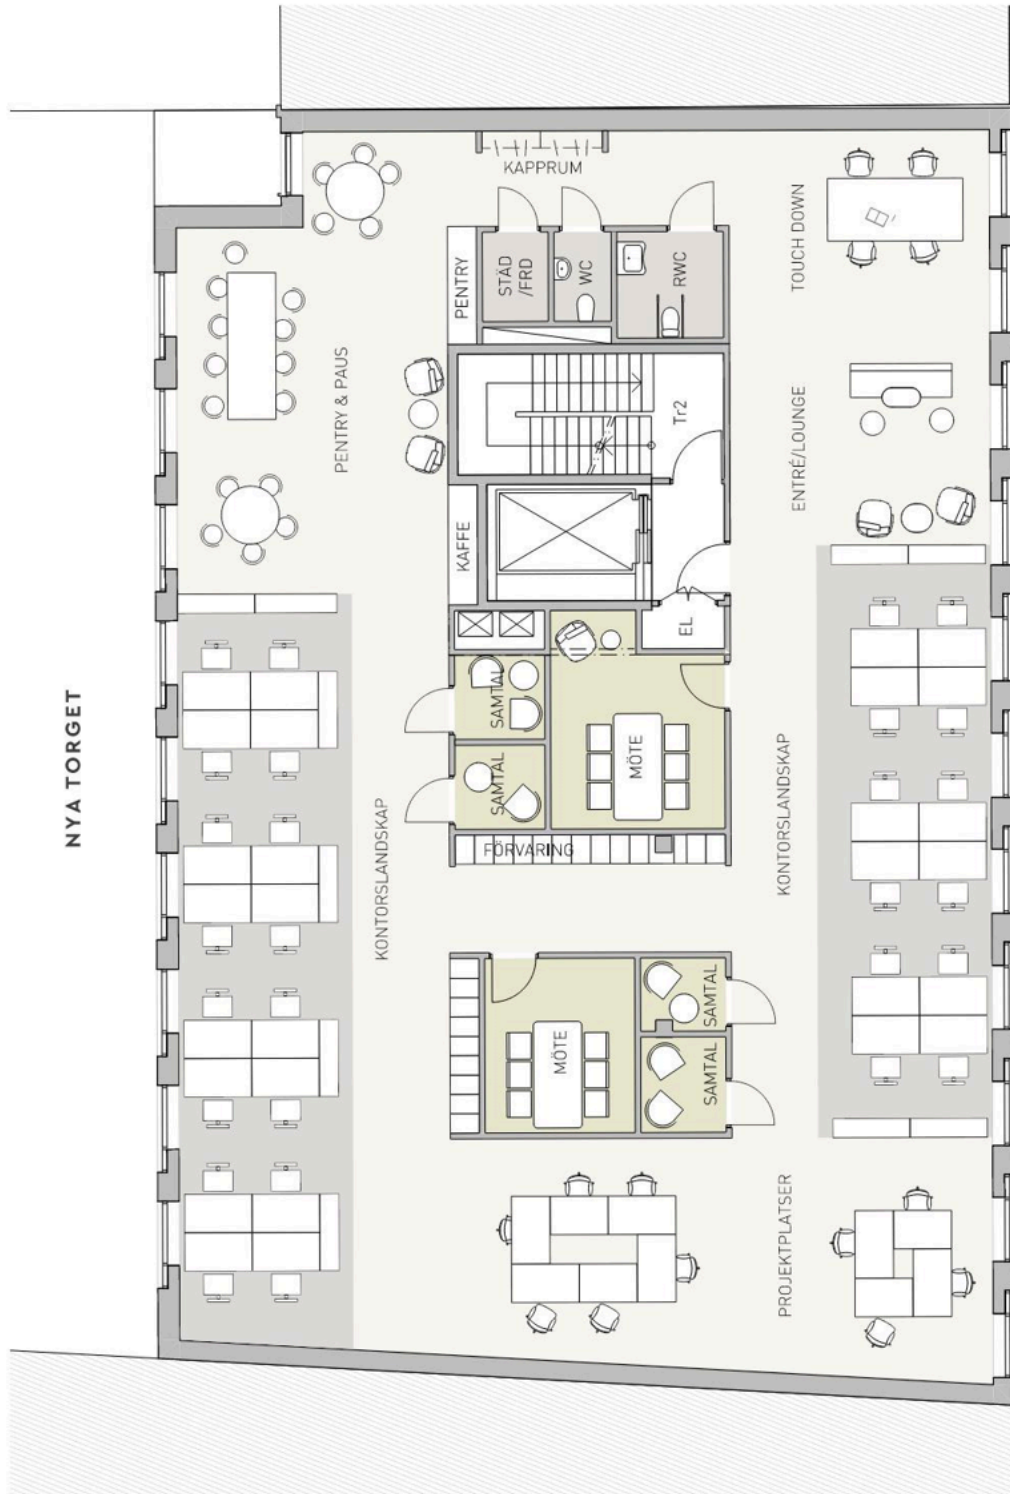 KAPPRUM
TOUCH DOWN
STÄD
/FRD
WC
RWC
PENTRY
PENTRY & PAUS
Tr2
ENTRÉ/LOUNGE
KAFFE
EL
SAMTAL
SAMTAL
MÖTE
NYA TORGET
KONTORSLANDSKAP
KONTORSLANDSKAP
FÖRVARING
MÖTE
SAMTAL
SAMTAL
PROJEKTPLATSER